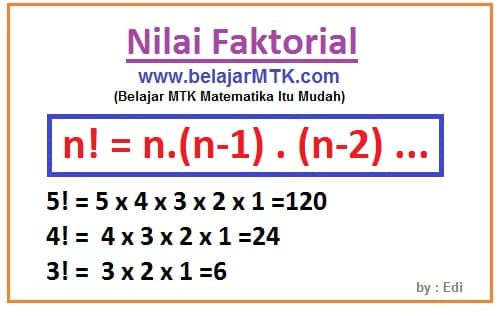 Nilai Faktorial
www.belajarMTK.com
(Belajar MTK Matematika Itu Mudah)
n! = n.(n-1) . (n-2) ...
5! = 5 x 4 x 3 x 2 x 1 =120
4! = 4 x 3 x 2 x 1 =24
3! = 3 x 2 x 1 =6
by : Edi